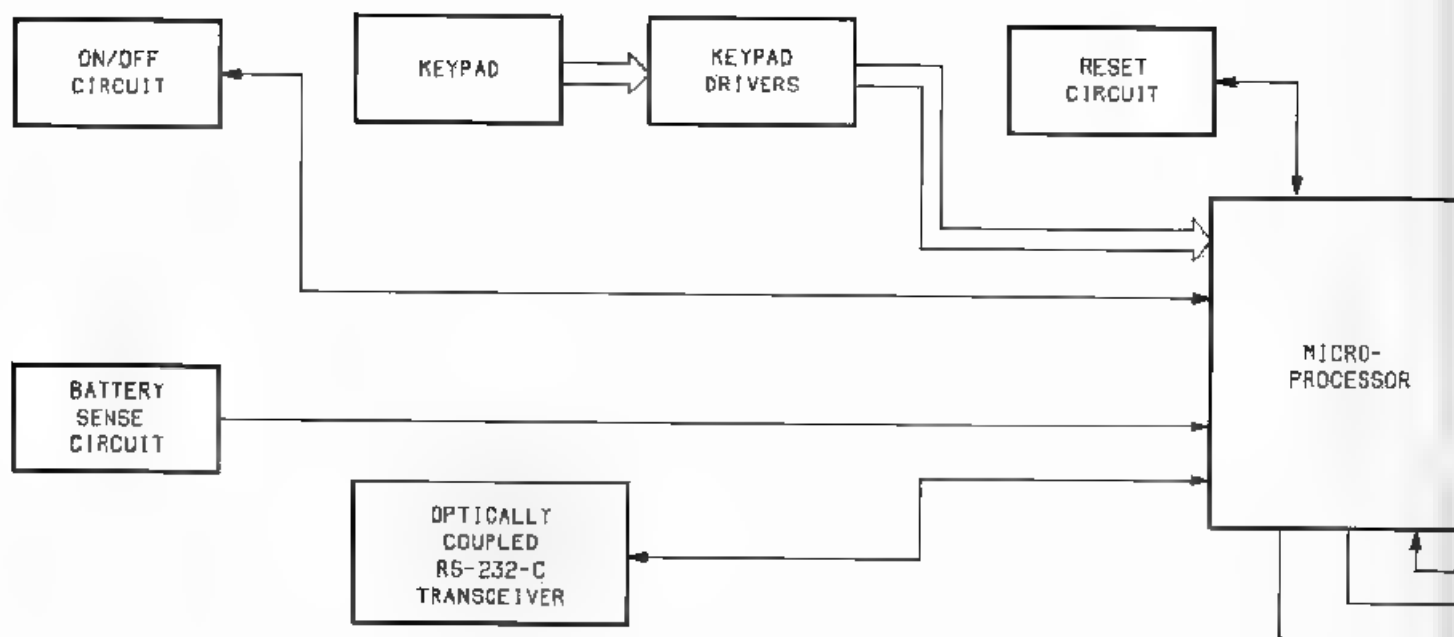 ON/OFF
CIRCUIT
KEYPAD
KEYPAD
DRIVERS
RESET
CIRCUIT
MICRO-
PROCESSOR
BATTERY
SENSE
CIRCUIT
OPTICALLY
COUPLED
RS-232-C
TRANSCEIVER